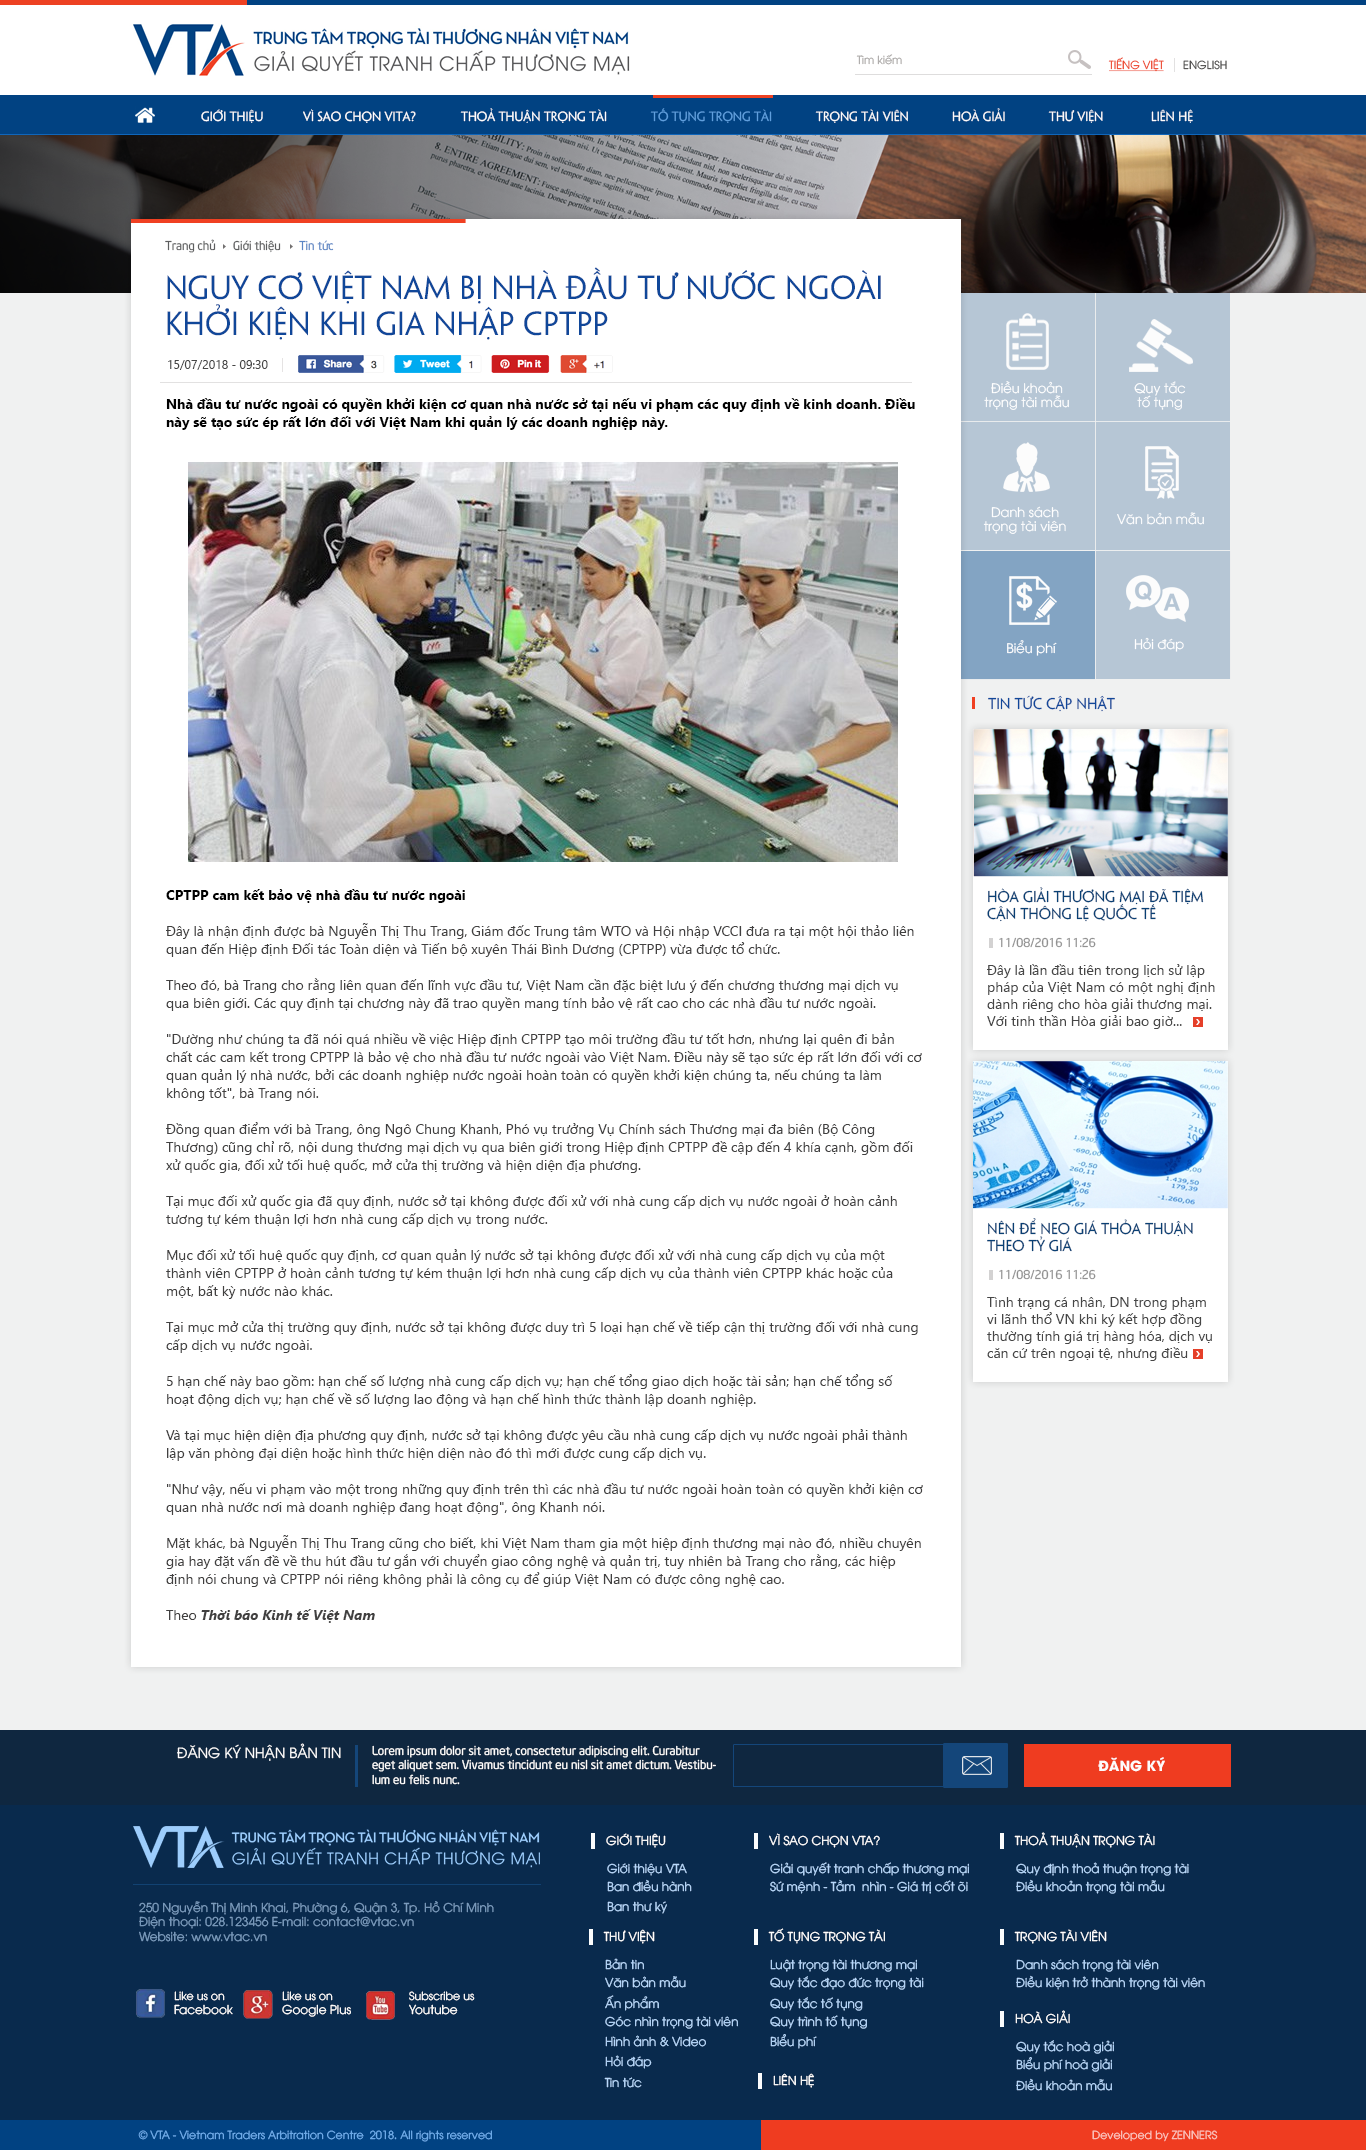 VTA
TRUNG TÂM TRỌNG TÀI THƯƠNG NHÂN VIỆT NAM
GIẢI QUYẾT TRANH CHẤP THƯƠNG MẠI
Tìm kiếm
TIẾNG VIỆT
ENGLISH
GIỚI THIỆU
VÌ SAO CHỌN VITA?
THOẢ THUẬN TRỌNG TÀI
TỐ TỤNG TRỌNG TÀI
TRỌNG TÀI VIÊN
HOÀ GIẢI
THƯ VIỆN
LIÊN HỆ
8. ENTIRE AGREEMENT:
Date:
Trang chủ
Giới thiệu
Tin tức
NGUY CƠ VIỆT NAM BỊ NHÀ ĐẦU TƯ NƯỚC NGOÀI
KHỞI KIỆN KHI GIA NHẬP CPTPP
15/07/2018 - 09:30
Share 3
Tweet 1
Pin it
g+ +1
Nhà đầu tư nước ngoài có quyền khởi kiện cơ quan nhà nước sở tại nếu vi phạm các quy định về kinh doanh. Điều
này sẽ tạo sức ép rất lớn đối với Việt Nam khi quản lý các doanh nghiệp này.
CPTPP cam kết bảo vệ nhà đầu tư nước ngoài
Đây là nhận định được bà Nguyễn Thị Thu Trang, Giám đốc Trung tâm WTO và Hội nhập VCCI đưa ra tại một hội thảo liên
quan đến Hiệp định Đối tác Toàn diện và Tiến bộ xuyên Thái Bình Dương (CPTPP) vừa được tổ chức.
Theo đó, bà Trang cho rằng liên quan đến lĩnh vực đầu tư, Việt Nam cần đặc biệt lưu ý đến chương thương mại dịch vụ
qua biên giới. Các quy định tại chương này đã trao quyền mang tính bảo vệ rất cao cho các nhà đầu tư nước ngoài.
"Dường như chúng ta đã nói quá nhiều về việc Hiệp định CPTPP tạo môi trường đầu tư tốt hơn, nhưng lại quên đi bản
chất các cam kết trong CPTPP là bảo vệ cho nhà đầu tư nước ngoài vào Việt Nam. Điều này sẽ tạo sức ép rất lớn đối với cơ
quan quản lý nhà nước, bởi các doanh nghiệp nước ngoài hoàn toàn có quyền khởi kiện chúng ta, nếu chúng ta làm
không tốt", bà Trang nói.
Đồng quan điểm với bà Trang, ông Ngô Chung Khanh, Phó vụ trưởng Vụ Chính sách Thương mại đa biên (Bộ Công
Thương) cũng chỉ rõ, nội dung thương mại dịch vụ qua biên giới trong Hiệp định CPTPP đề cập đến 4 khía cạnh, gồm đối
xử quốc gia, đối xử tối huệ quốc, mở cửa thị trường và hiện diện địa phương.
Tại mục đối xử quốc gia đã quy định, nước sở tại không được đối xử với nhà cung cấp dịch vụ nước ngoài ở hoàn cảnh
tương tự kém thuận lợi hơn nhà cung cấp dịch vụ trong nước.
Mục đối xử tối huệ quốc quy định, cơ quan quản lý nước sở tại không được đối xử với nhà cung cấp dịch vụ của một
thành viên CPTPP ở hoàn cảnh tương tự kém thuận lợi hơn nhà cung cấp dịch vụ của thành viên CPTPP khác hoặc của
một, bất kỳ nước nào khác.
Tại mục mở cửa thị trường quy định, nước sở tại không được duy trì 5 loại hạn chế về tiếp cận thị trường đối với nhà cung
cấp dịch vụ nước ngoài.
5 hạn chế này bao gồm: hạn chế số lượng nhà cung cấp dịch vụ; hạn chế tổng giao dịch hoặc tài sản; hạn chế tổng số
hoạt động dịch vụ; hạn chế về số lượng lao động và hạn chế hình thức thành lập doanh nghiệp.
Và tại mục hiện diện địa phương quy định, nước sở tại không được yêu cầu nhà cung cấp dịch vụ nước ngoài phải thành
lập văn phòng đại diện hoặc hình thức hiện diện nào đó thì mới được cung cấp dịch vụ.
"Như vậy, nếu vi phạm vào một trong những quy định trên thì các nhà đầu tư nước ngoài hoàn toàn có quyền khởi kiện cơ
quan nhà nước nơi mà doanh nghiệp đang hoạt động", ông Khanh nói.
Mặt khác, bà Nguyễn Thị Thu Trang cũng cho biết, khi Việt Nam tham gia một hiệp định thương mại nào đó, nhiều chuyên
gia hay đặt vấn đề về thu hút đầu tư gắn với chuyển giao công nghệ và quản trị, tuy nhiên bà Trang cho rằng, các hiệp
định nói chung và CPTPP nói riêng không phải là công cụ để giúp Việt Nam có được công nghệ cao.
Theo Thời báo Kinh tế Việt Nam
Điều khoản
trọng tài mẫu
Quy tắc
tố tụng
Danh sách
trọng tài viên
Văn bản mẫu
Biểu phí
Q A
Hỏi đáp
TIN TỨC CẬP NHẬT
HÒA GIẢI THƯƠNG MẠI ĐÃ TIỆM
CẬN THÔNG LỆ QUỐC TẾ
11/08/2016 11:26
Đây là lần đầu tiên trong lịch sử lập
pháp của Việt Nam có một nghị định
dành riêng cho hòa giải thương mại.
Với tinh thần Hòa giải bao giờ...
NÊN ĐỂ NEO GIÁ THỎA THUẬN
THEO TỶ GIÁ
11/08/2016 11:26
Tình trạng cá nhân, DN trong phạm
vi lãnh thổ VN khi ký kết hợp đồng
thường tính giá trị hàng hóa, dịch vụ
căn cứ trên ngoại tệ, nhưng điều
ĐĂNG KÝ NHẬN BẢN TIN
Lorem ipsum dolor sit amet, consectetur adipiscing elit. Curabitur
eget aliquet sem. Vivamus tincidunt eu nisl sit amet dictum. Vestibu-
lum eu felis nunc.
ĐĂNG KÝ
VTA
TRUNG TÂM TRỌNG TÀI THƯƠNG NHÂN VIỆT NAM
GIẢI QUYẾT TRANH CHẤP THƯƠNG MẠI
250 Nguyễn Thị Minh Khai, Phường 6, Quận 3, Tp. Hồ Chí Minh
Điện thoại: 028.123456 E-mail: contact@vtac.vn
Website: www.vtac.vn
Like us on
Facebook
Like us on
Google Plus
Subscribe us
Youtube
GIỚI THIỆU
Giới thiệu VTA
Ban điều hành
Ban thư ký
THƯ VIỆN
Bản tin
Văn bản mẫu
Ấn phẩm
Góc nhìn trọng tài viên
Hình ảnh & Video
Hỏi đáp
Tin tức
VÌ SAO CHỌN VTA?
Giải quyết tranh chấp thương mại
Sứ mệnh - Tầm nhìn - Giá trị cốt õi
TỐ TỤNG TRỌNG TÀI
Luật trọng tài thương mại
Quy tắc đạo đức trọng tài
Quy tắc tố tụng
Quy trình tố tụng
Biểu phí
LIÊN HỆ
THOẢ THUẬN TRỌNG TÀI
Quy định thoả thuận trọng tài
Điều khoản trọng tài mẫu
TRỌNG TÀI VIÊN
Danh sách trọng tài viên
Điều kiện trở thành trọng tài viên
HOÀ GIẢI
Quy tắc hoà giải
Biểu phí hoà giải
Điều khoản mẫu
© VTA - Vietnam Traders Arbitration Centre 2018. All rights reserved
Developed by ZENNERS